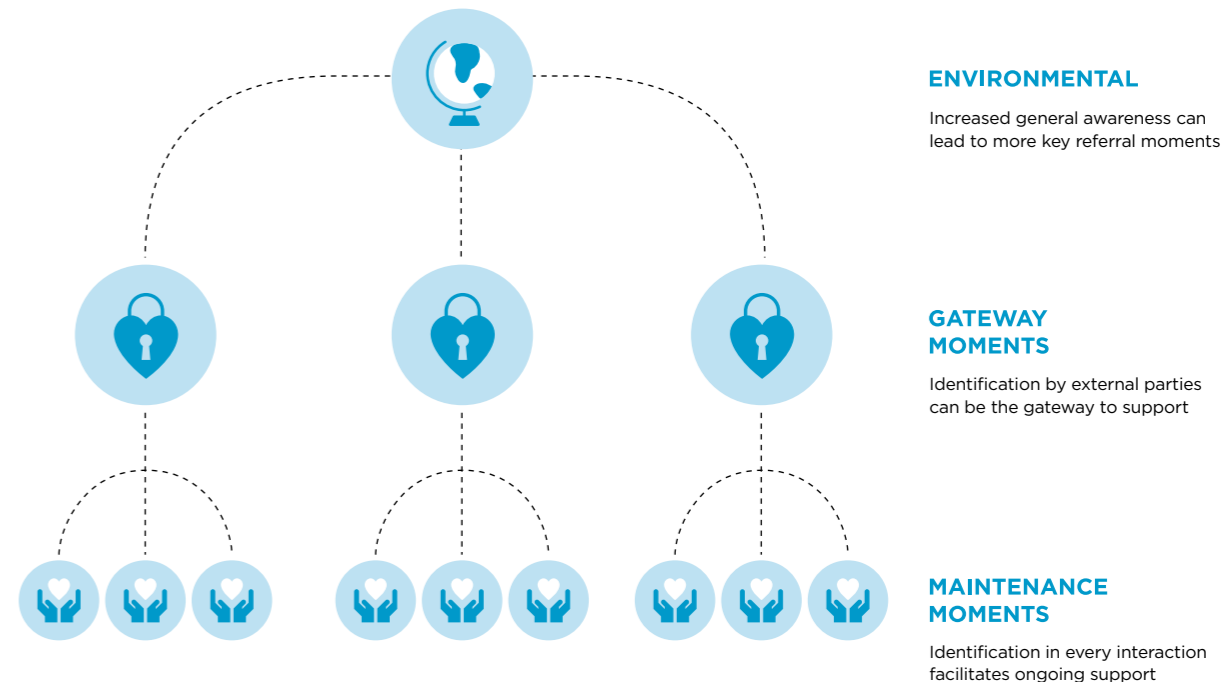 ENVIRONMENTAL
Increased general awareness can
lead to more key referral moments
GATEWAY
MOMENTS
Identification by external parties
can be the gateway to support
MAINTENANCE
MOMENTS
Identification in every interaction
facilitates ongoing support